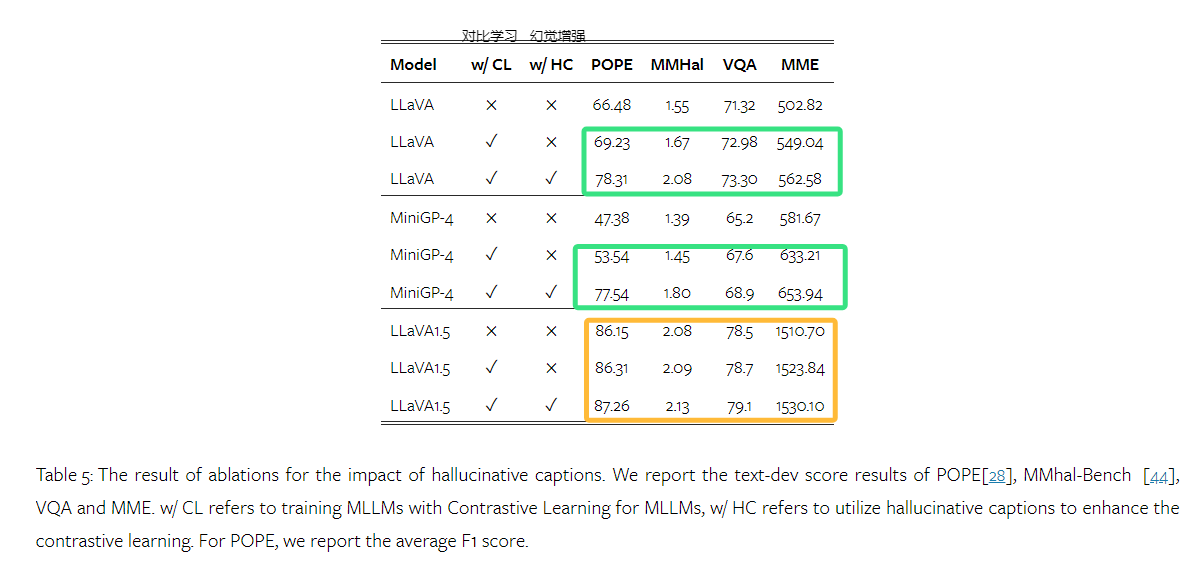 对比学习 幻觉增强
Model w/ CL w/ HC POPE MMHal VQA MME
LLaVA × × 66.48 1.55 71.32 502.82
LLaVA ✓ × 69.23 1.67 72.98 549.04
LLaVA ✓ ✓ 78.31 2.08 73.30 562.58
MiniGP-4 × × 47.38 1.39 65.2 581.67
MiniGP-4 ✓ × 53.54 1.45 67.6 633.21
MiniGP-4 ✓ ✓ 77.54 1.80 68.9 653.94
LLaVA1.5 × × 86.15 2.08 78.5 1510.70
LLaVA1.5 ✓ × 86.31 2.09 78.7 1523.84
LLaVA1.5 ✓ ✓ 87.26 2.13 79.1 1530.10
Table 5: The result of ablations for the impact of hallucinative captions. We report the text-dev score results of POPE[28], MMhal-Bench [44],
VQA and MME. w/ CL refers to training MLLMs with Contrastive Learning for MLLMs, w/ HC refers to utilize hallucinative captions to enhance the
contrastive learning. For POPE, we report the average F1 score.